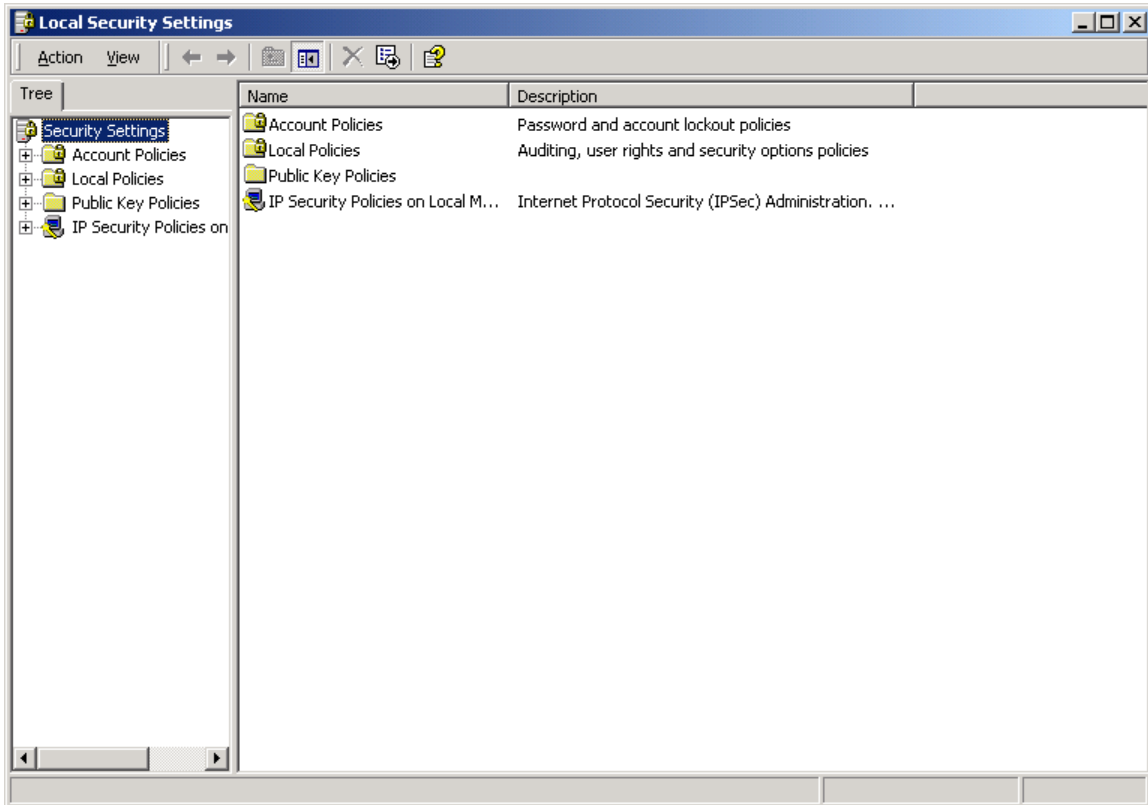 Local Security Settings
Action View
Tree
Security Settings
Account Policies
Local Policies
Public Key Policies
IP Security Policies on
Name Description
Account Policies Password and account lockout policies
Local Policies Auditing, user rights and security options policies
Public Key Policies
IP Security Policies on Local M... Internet Protocol Security (IPSec) Administration. ...